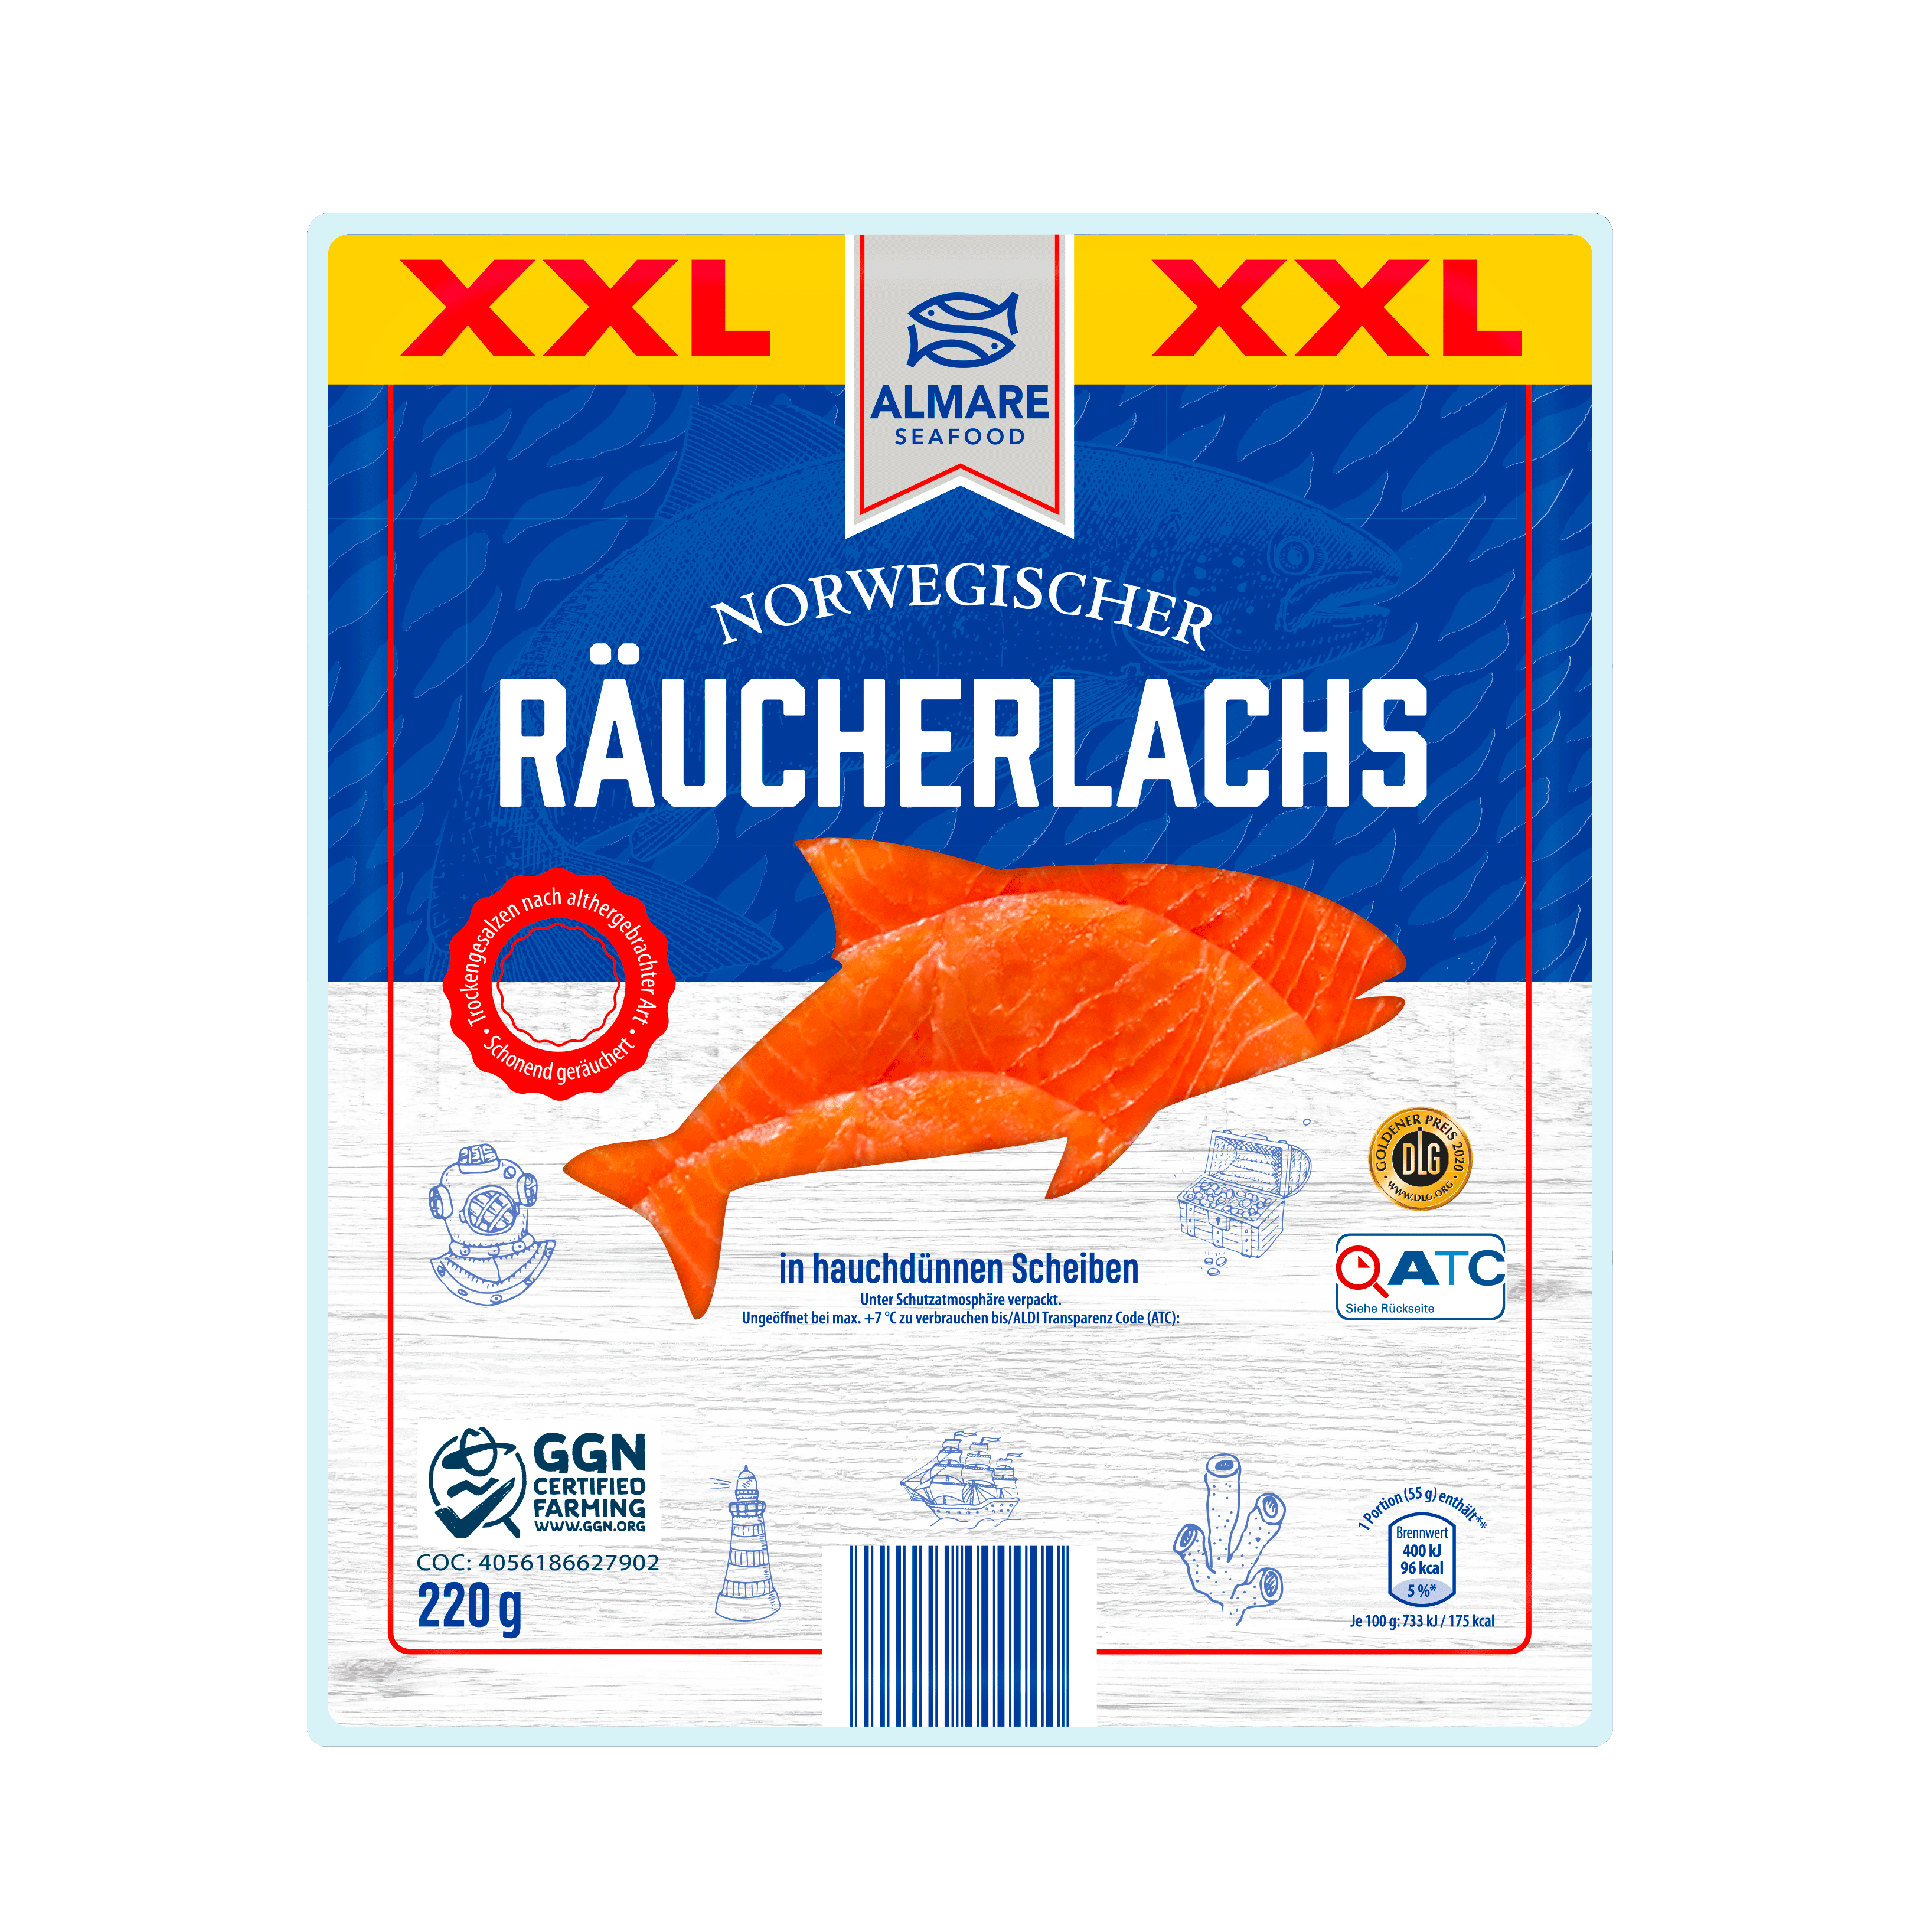 XXL
XXL
ALMARE
SEAFOOD
NORWEGISCHER
RÄUCHERLACHS
Trockengesalzen nach althergebrachter Art •
Schonend geräuchert •
GOLDENER PREIS 2020
DLG
• WWW.DLG.ORG •
in hauchdünnen Scheiben
Unter Schutzatmosphäre verpackt.
Ungeöffnet bei max. +7 °C zu verbrauchen bis/ALDI Transparenz Code (ATC):
ATC
Siehe Rückseite
GGN
CERTIFIED
FARMING
WWW.GGN.ORG
COC: 4056186627902
220 g
1 Portion (55 g) enthält**
Brennwert
400 kJ
96 kcal
5 %*
Je 100 g: 733 kJ / 175 kcal